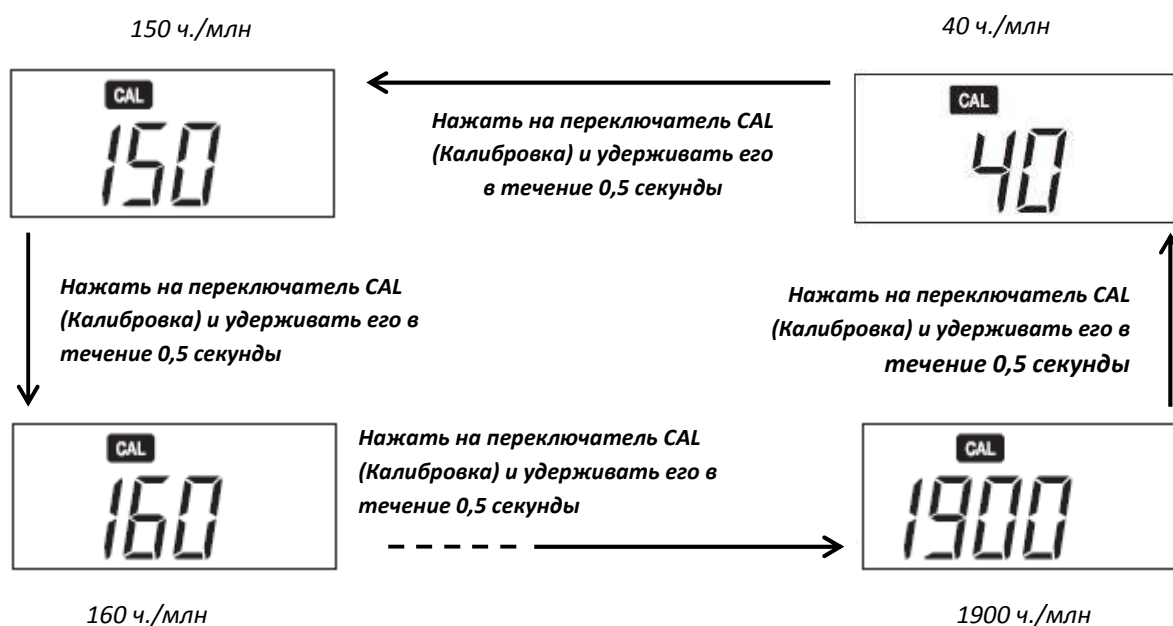 150 ч./млн
40 ч./млн
CAL
150
CAL
40
Нажать на переключатель CAL
(Калибровка) и удерживать его
в течение 0,5 секунды
Нажать на переключатель CAL
(Калибровка) и удерживать его в
течение 0,5 секунды
Нажать на переключатель CAL
(Калибровка) и удерживать его в
течение 0,5 секунды
CAL
160
Нажать на переключатель CAL
(Калибровка) и удерживать его в
течение 0,5 секунды
CAL
1900
160 ч./млн
1900 ч./млн